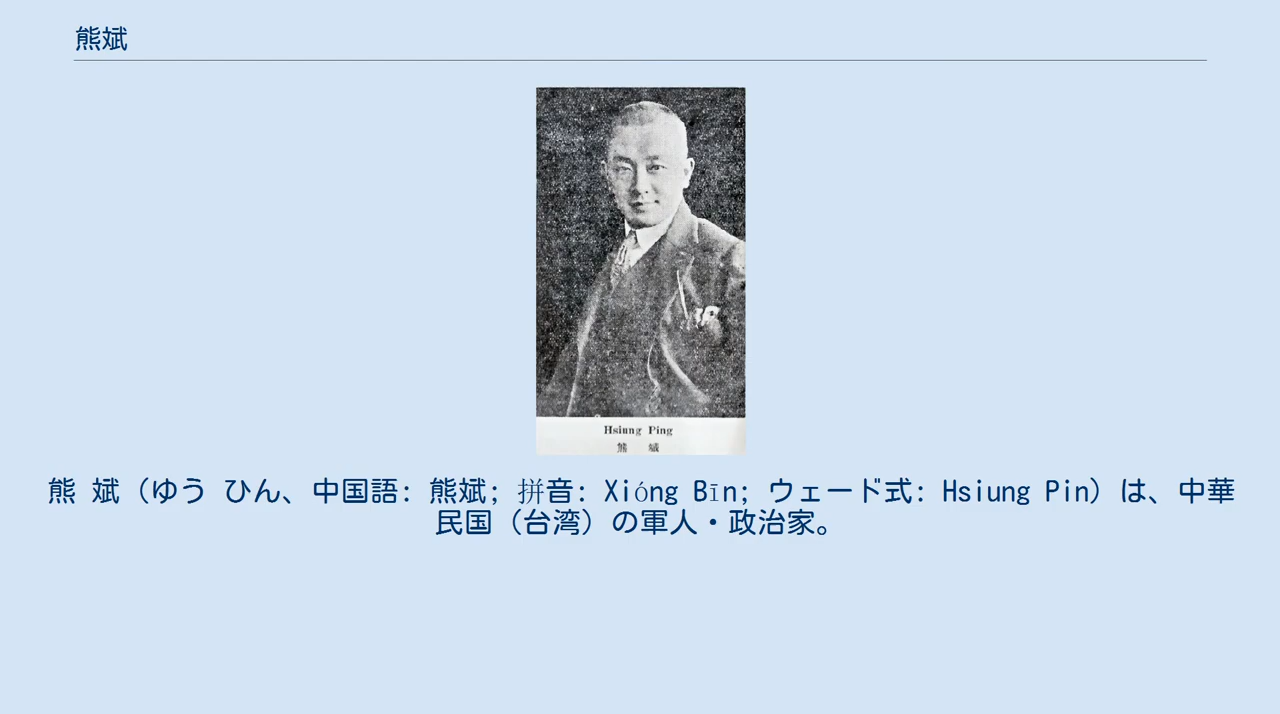 熊斌
Hsiung Ping
熊 斌（ゆう ひん、中国語: 熊斌; 拼音: Xióng Bīn; ウェード式: Hsiung Pin）は、中華
民国（台湾）の軍人・政治家。